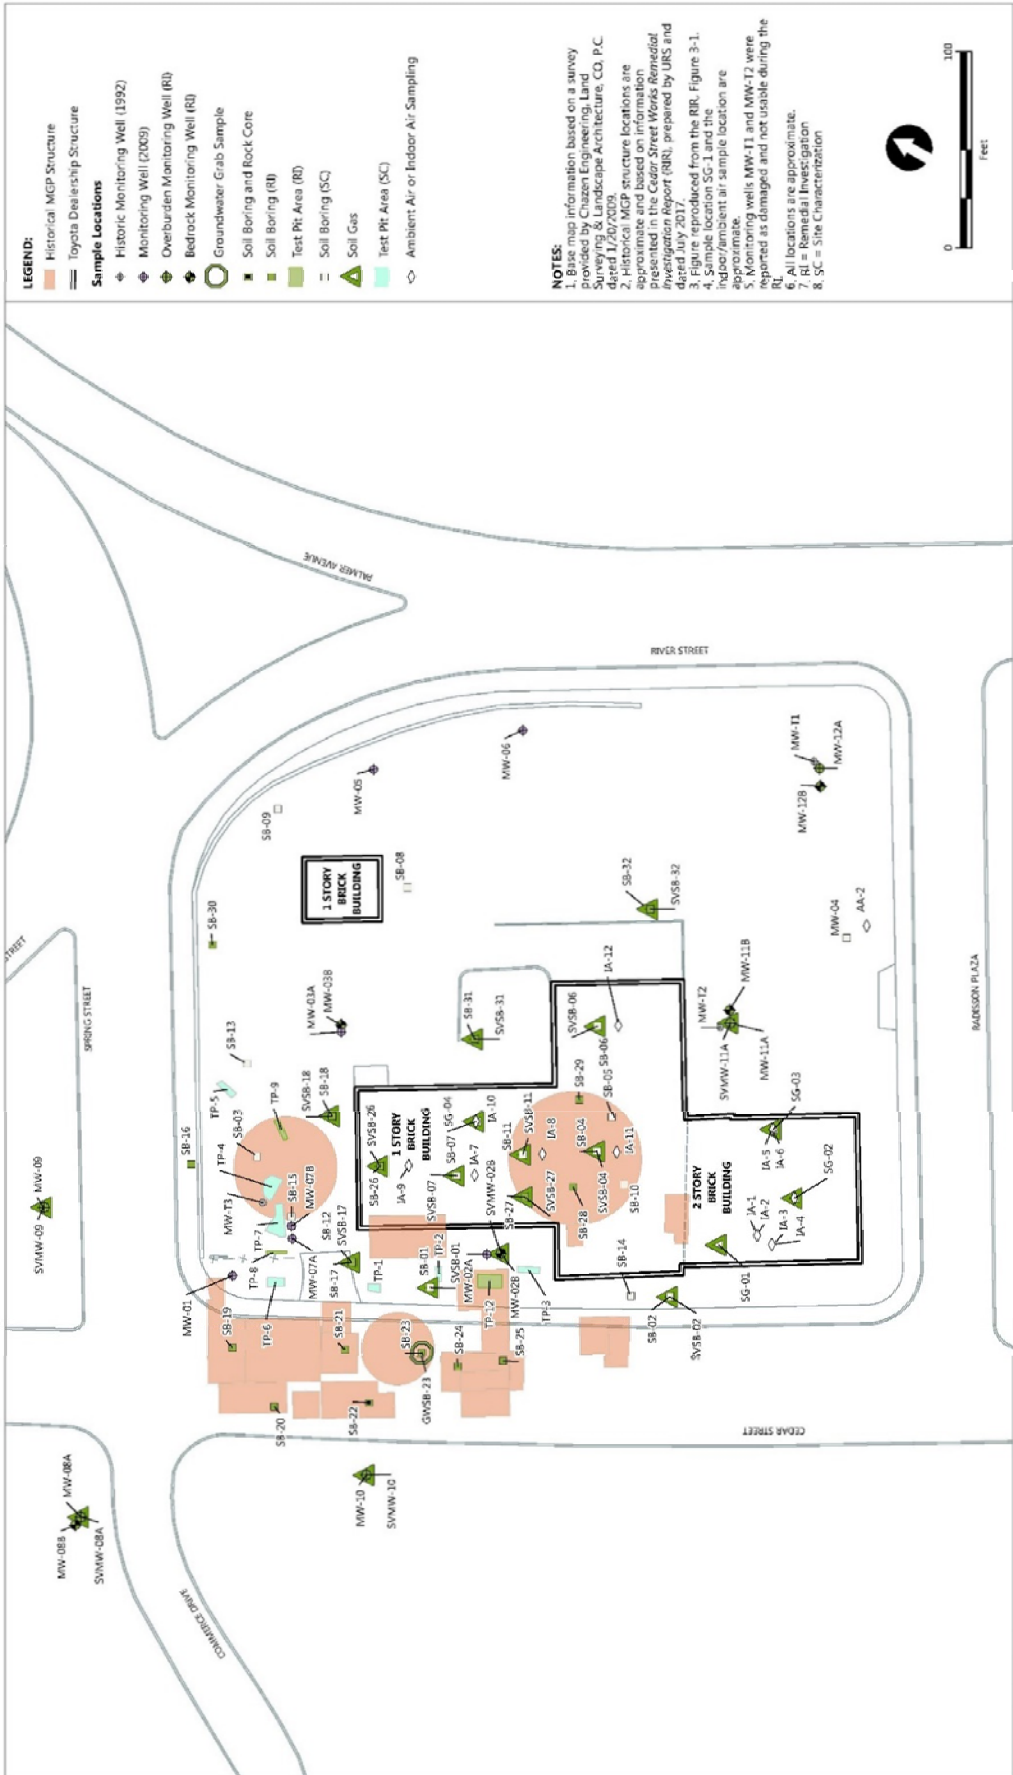 LEGEND:
Historical MGP Structure
Toyota Dealership Structure
Sample Locations
Historic Monitoring Well (1992)
Monitoring Well (2009)
Overburden Monitoring Well (RI)
Bedrock Monitoring Well (RI)
Groundwater Grab Sample
Soil Boring and Rock Core
Soil Boring (RI)
Test Pit Area (RI)
Soil Boring (SC)
Soil Gas
Test Pit Area (SC)
Ambient Air or Indoor Air Sampling
NOTES:
1. Base map information based on a survey
provided by Chazen Engineering, Land
Surveying & Landscape Architecture, CO, P.C.
dated 1/20/2009.
2. Historical MGP structure locations are
approximate and based on information
presented in the Cedar Street Works Remedial
Investigation Report (RIR), prepared by URS and
dated July 2017.
3. Figure reproduced from the RIR, Figure 3-1.
4. Sample location SG-1 and the
indoor/ambient air sample location are
approximate.
5. Monitoring wells MW-T1 and MW-T2 were
reported as damaged and not usable during the
RI.
6. All locations are approximate.
7. RI = Remedial Investigation
8. SC = Site Characterization
0
100
Feet
PALMER AVENUE
RIVER STREET
STREET
SPRING STREET
RADISSON PLAZA
CEDAR STREET
COMMERCE DRIVE
MW-06
MW-05
MW-T1
MW-12A
MW-12B
SB-09
1 STORY
BRICK
BUILDING
SB-08
SB-30
SB-32
SVSB-32
MW-04
AA-2
MW-03A
MW-03B
SB-13
SB-31
SVSB-31
IA-12
SVSB-06
SB-06
MW-T2
MW-11B
SVMW-11A
MW-11A
TP-5
SB-16
SB-03
TP-9
SVSB-18
SB-18
TP-4
SVSB-26
SB-26
1 STORY
BRICK
BUILDING
IA-9
SG-04
IA-10
SB-07
IA-7
SVSB-07
SB-11
SVSB-11
IA-8
SB-29
SB-05
SB-04
IA-11
SVSB-04
SB-10
SG-03
IA-5
IA-6
SG-02
2 STORY
BRICK
BUILDING
IA-1
IA-2
IA-3
IA-4
SG-01
MW-09
SVMW-09
MW-T3
SB-15
MW-07B
TP-7
SB-12
SVSB-17
TP-8
MW-07A
SB-17
TP-1
TP-2
SB-01
SVSB-01
MW-02A
SVMW-02B
SB-27
SVSB-27
SB-28
MW-02B
TP-12
TP-3
SB-14
SB-02
SVSB-02
MW-01
SB-19
TP-6
SB-21
SB-23
SB-24
SB-25
GWSB-23
SB-20
SB-22
MW-10
SVMW-10
MW-08A
MW-08B
SVMW-08A